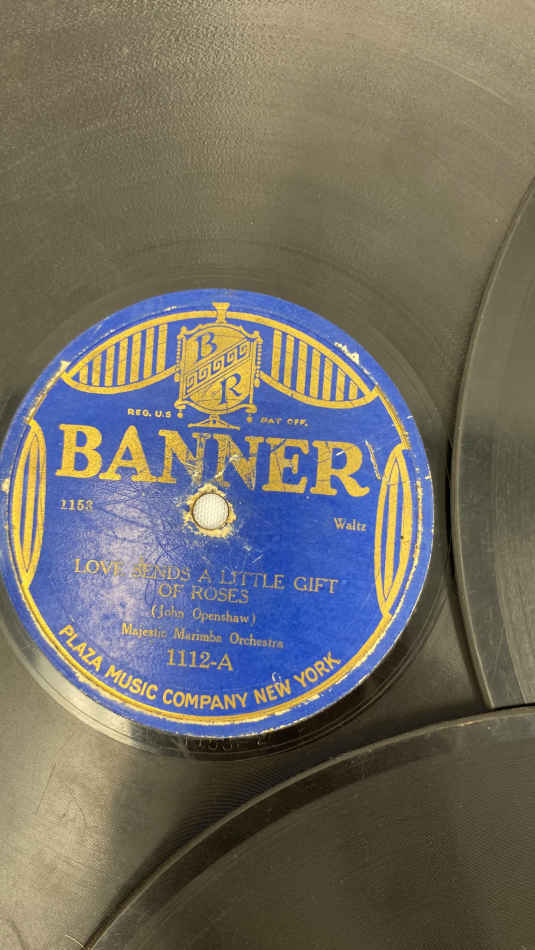 B
R
REG. U.S PAT OFF.
BANNER
1153
Waltz
LOVE SENDS A LITTLE GIFT
OF ROSES
(John Openshaw)
Majestic Marimba Orchestra
1112-A
PLAZA MUSIC COMPANY NEW YORK